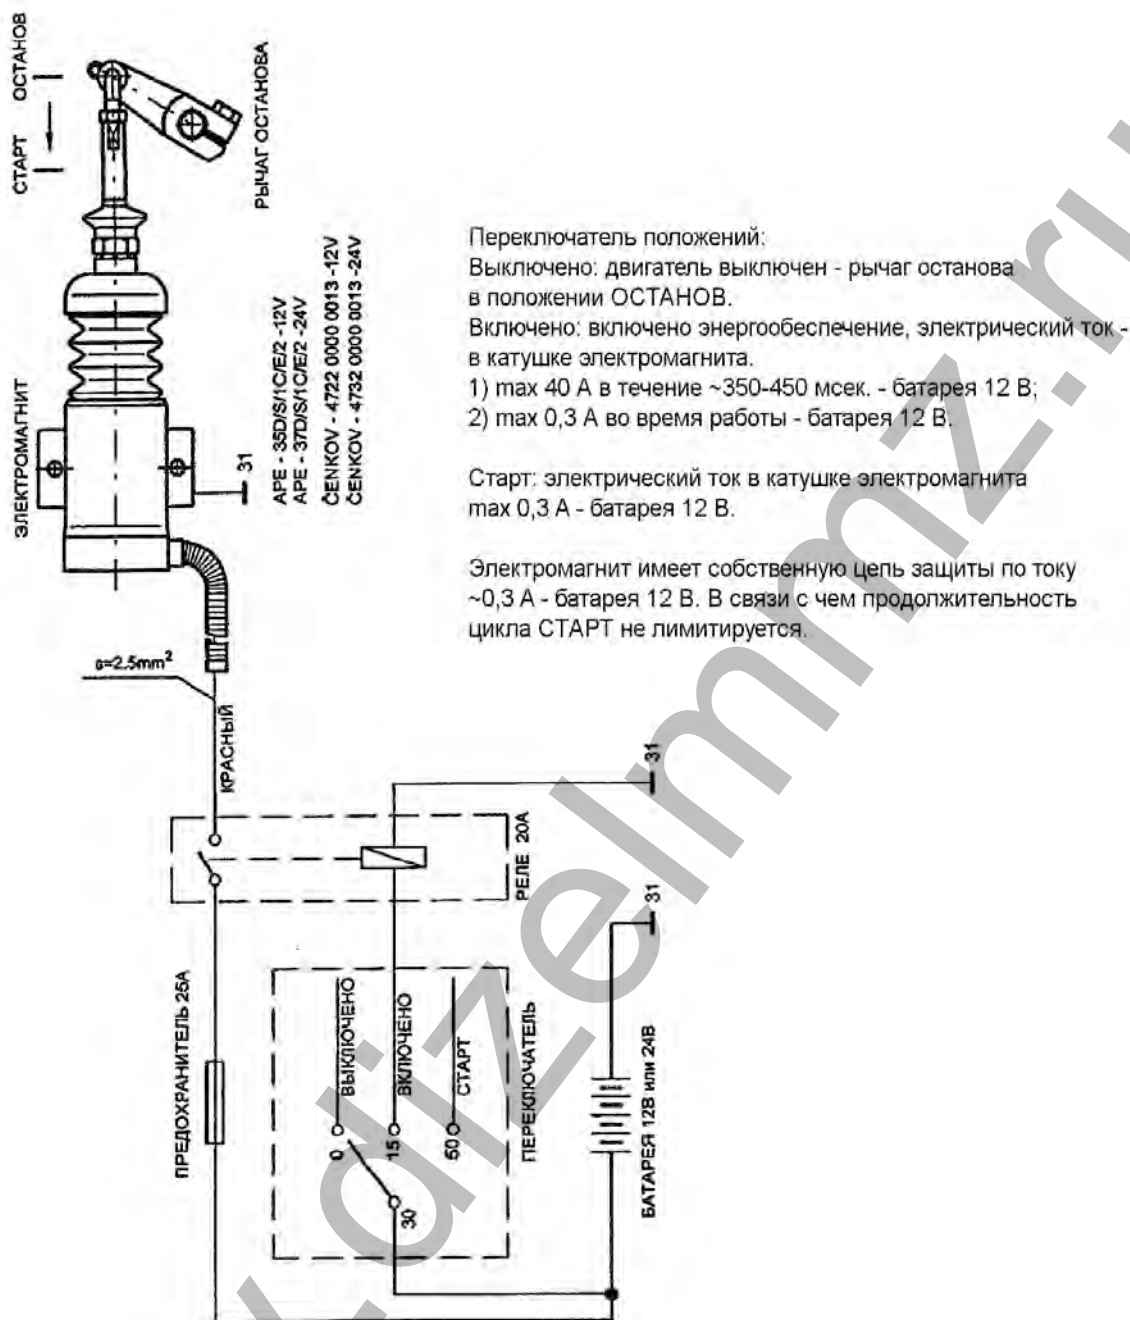 ОСТАНОВ
СТАРТ
РЫЧАГ ОСТАНОВА
ЭЛЕКТРОМАГНИТ
31
APE - 35D/S/1C/E/2 -12V
APE - 37D/S/1C/E/2 -24V
ČENKOV - 4722 0000 0013 -12V
ČENKOV - 4732 0000 0013 -24V
Переключатель положений:
Выключено: двигатель выключен - рычаг останова
в положении ОСТАНОВ.
Включено: включено энергообеспечение, электрический ток -
в катушке электромагнита.
1) max 40 А в течение ~350-450 мсек. - батарея 12 В;
2) max 0,3 А во время работы - батарея 12 В.
Старт: электрический ток в катушке электромагнита
max 0,3 А - батарея 12 В.
Электромагнит имеет собственную цепь защиты по току
~0,3 А - батарея 12 В. В связи с чем продолжительность
цикла СТАРТ не лимитируется.
s=2.5mm²
КРАСНЫЙ
31
РЕЛЕ 20А
31
ПРЕДОХРАНИТЕЛЬ 25А
ВЫКЛЮЧЕНО
ВКЛЮЧЕНО
СТАРТ
0
15
50
30
ПЕРЕКЛЮЧАТЕЛЬ
БАТАРЕЯ 12В или 24В
.dizelmmz.ru